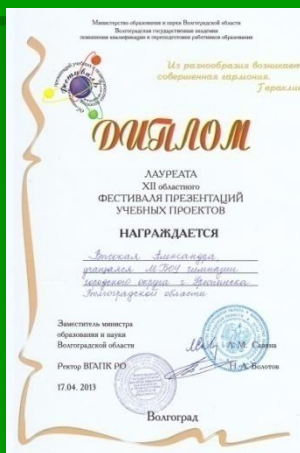 Министерство образования и науки Волгоградской области
Волгоградская государственная академия
повышения квалификации и переподготовки работников образования
Из разнообразия возникает
совершенная гармония.
Гераклит
ДИПЛОМ
ЛАУРЕАТА
XII областного
ФЕСТИВАЛЯ ПРЕЗЕНТАЦИЙ
УЧЕБНЫХ ПРОЕКТОВ
НАГРАЖДАЕТСЯ
Александра,
учащаяся МБОУ гимназии
городского округа г. Урюпинска
Волгоградской области
Заместитель министра
образования и науки
Волгоградской области
А.М.
Ректор ВГАПК РО
Н.А. Болотов
17.04. 2013
Волгоград